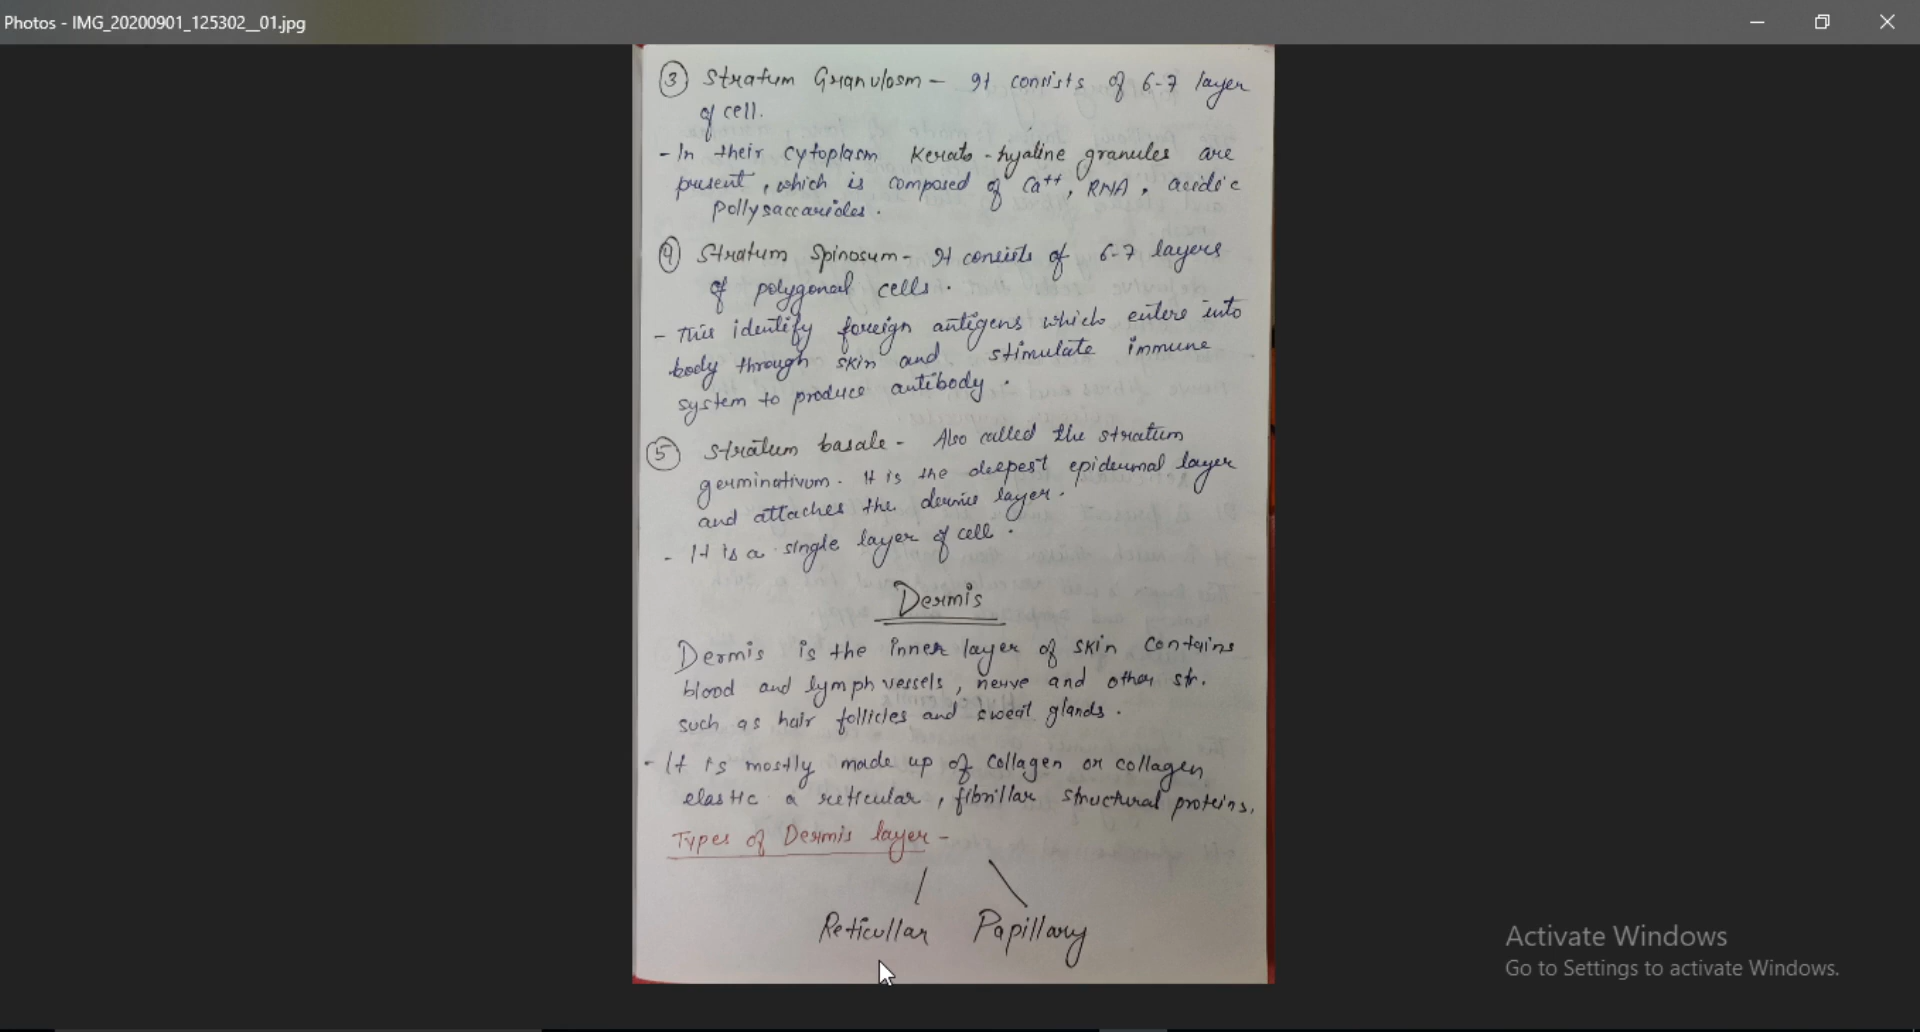 Photos - IMG_20200901_125302__01.jpg
③ Stratum Granulosm - It consists of 6-7 layer
of cell.
- In their cytoplasm Kerato-hyaline granules are
present, which is composed of Ca++, RNA, acidic
pollysaccarides.
④ Stratum Spinosum - It consists of 6-7 layers
of polygonal cells.
- This identify foreign antigens which enters into
body through skin and stimulate immune
system to produce antibody.
⑤ Stratum basale - Also called the stratum
germinativum. It is the deepest epidermal layer
and attaches the dermis layer.
- It is a single layer of cell.
Dermis
Dermis is the inner layer of skin contains
blood and lymph vessels, nerve and other str.
such as hair follicles and sweat glands.
- It is mostly made up of collagen or collagen
elastic a reticular, fibrillar structural proteins.
Types of Dermis layer -
Reticullar Papillary
Activate Windows
Go to Settings to activate Windows.